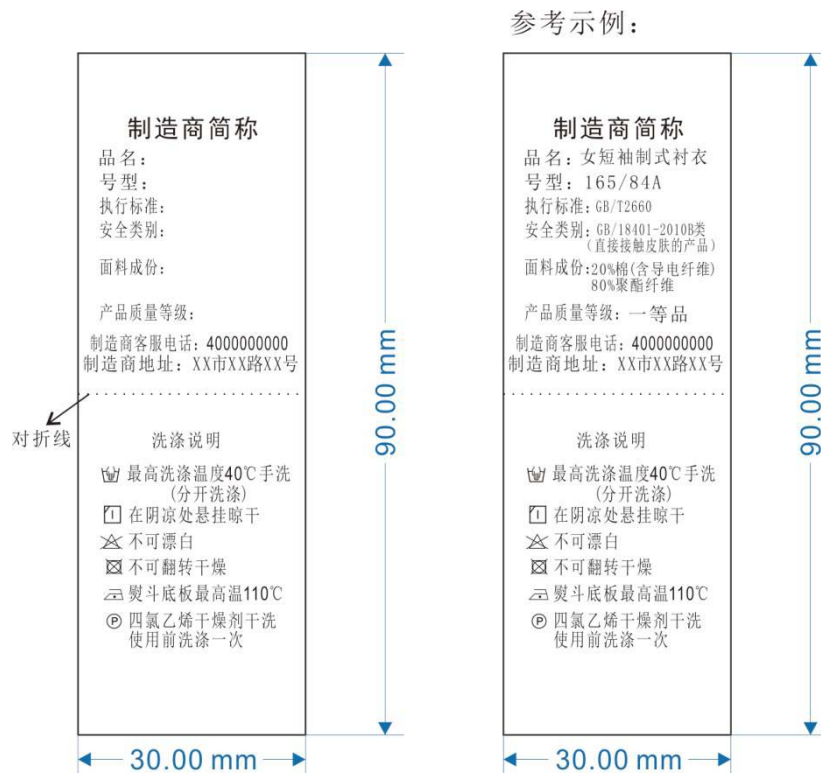 参考示例：
制造商简称
品名：
号型：
执行标准：
安全类别：
面料成份：
产品质量等级：
制造商客服电话：4000000000
制造商地址：XX市XX路XX号
对折线
洗涤说明
最高洗涤温度40℃手洗
(分开洗涤)
在阴凉处悬挂晾干
不可漂白
不可翻转干燥
熨斗底板最高温110℃
P 四氯乙烯干燥剂干洗
使用前洗涤一次
90.00 mm
30.00 mm
制造商简称
品名：女短袖制式衬衣
号型：165/84A
执行标准：GB/T2660
安全类别：GB/18401-2010B类
(直接接触皮肤的产品)
面料成份：20%棉(含导电纤维)
80%聚酯纤维
产品质量等级：一等品
制造商客服电话：4000000000
制造商地址：XX市XX路XX号
洗涤说明
最高洗涤温度40℃手洗
(分开洗涤)
在阴凉处悬挂晾干
不可漂白
不可翻转干燥
熨斗底板最高温110℃
P 四氯乙烯干燥剂干洗
使用前洗涤一次
90.00 mm
30.00 mm